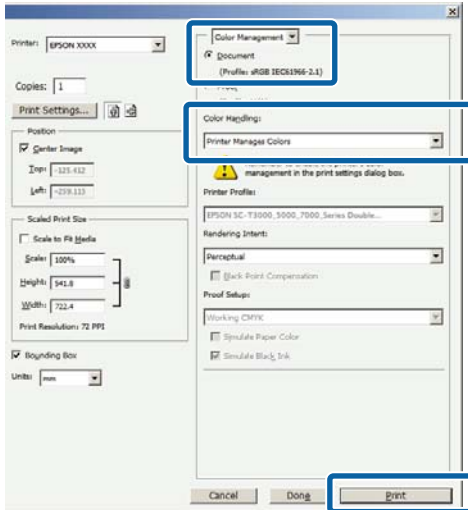 Printer: EPSON XXXX
Copies: 1
Print Settings...
Position
Center Image
Top: -125.412
Left: -259.115
Scaled Print Size
Scale to Fit Media
Scale: 100%
Height: 541.8
Width: 722.4
Print Resolution: 72 PPI
Bounding Box
Units: mm
Color Management
Document
(Profile: sRGB IEC61966-2.1)
Color Handling:
Printer Manages Colors
management in the print settings dialog box.
Printer Profile:
EPSON SC-T3000_5000_7000_Series Double...
Rendering Intent:
Perceptual
Black Point Compensation
Proof Setup:
Working CMYK
Simulate Paper Color
Simulate Black Ink
Cancel Done Print